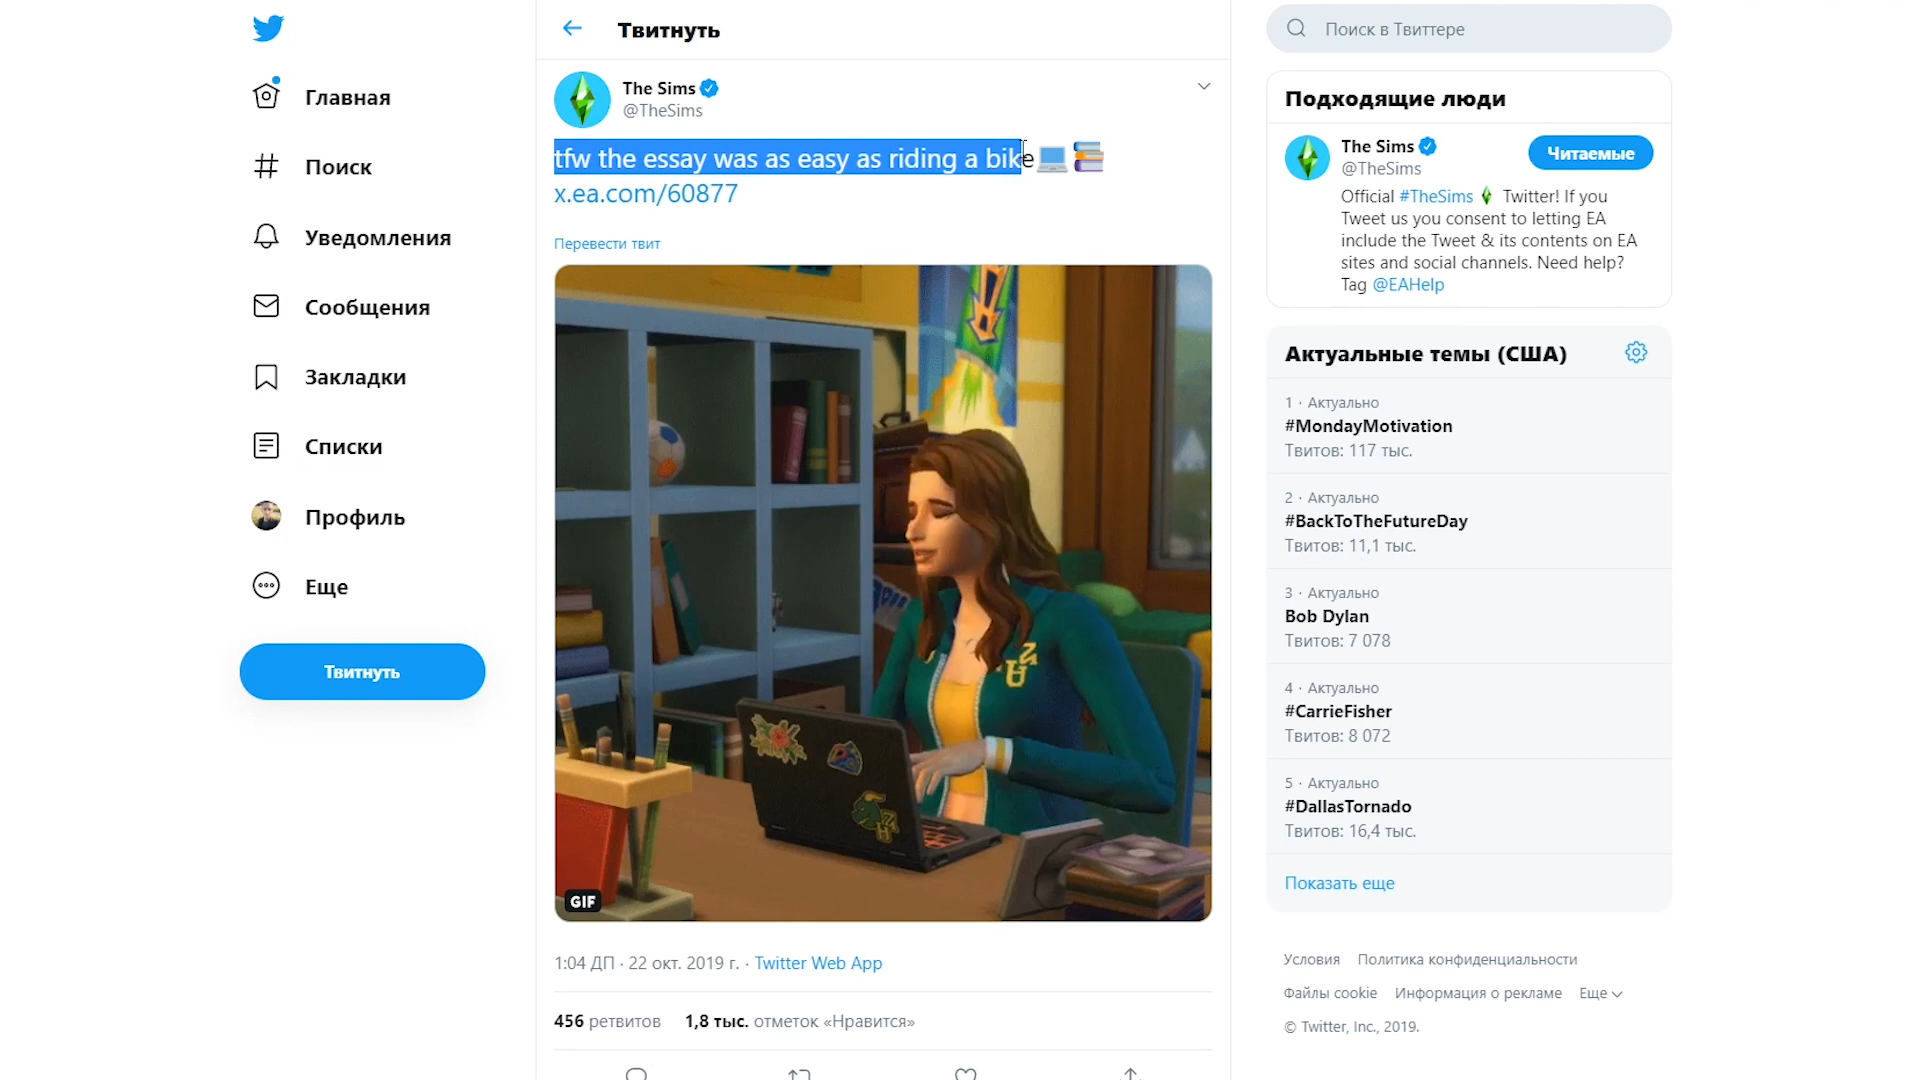 Главная
Поиск
Уведомления
Сообщения
Закладки
Списки
Профиль
Еще
Твитнуть
Твитнуть
The Sims
@TheSims
tfw the essay was as easy as riding a bike💻📚
x.ea.com/60877
Перевести твит
GIF
1:04 ДП · 22 окт. 2019 г. · Twitter Web App
456 ретвитов 1,8 тыс. отметок «Нравится»
Поиск в Твиттере
Подходящие люди
The Sims
@TheSims
Читаемые
Official #TheSims Twitter! If you
Tweet us you consent to letting EA
include the Tweet & its contents on EA
sites and social channels. Need help?
Tag @EAHelp
Актуальные темы (США)
1 · Актуально
#MondayMotivation
Твитов: 117 тыс.
2 · Актуально
#BackToTheFutureDay
Твитов: 11,1 тыс.
3 · Актуально
Bob Dylan
Твитов: 7 078
4 · Актуально
#CarrieFisher
Твитов: 8 072
5 · Актуально
#DallasTornado
Твитов: 16,4 тыс.
Показать еще
Условия Политика конфиденциальности
Файлы cookie Информация о рекламе Еще
© Twitter, Inc., 2019.